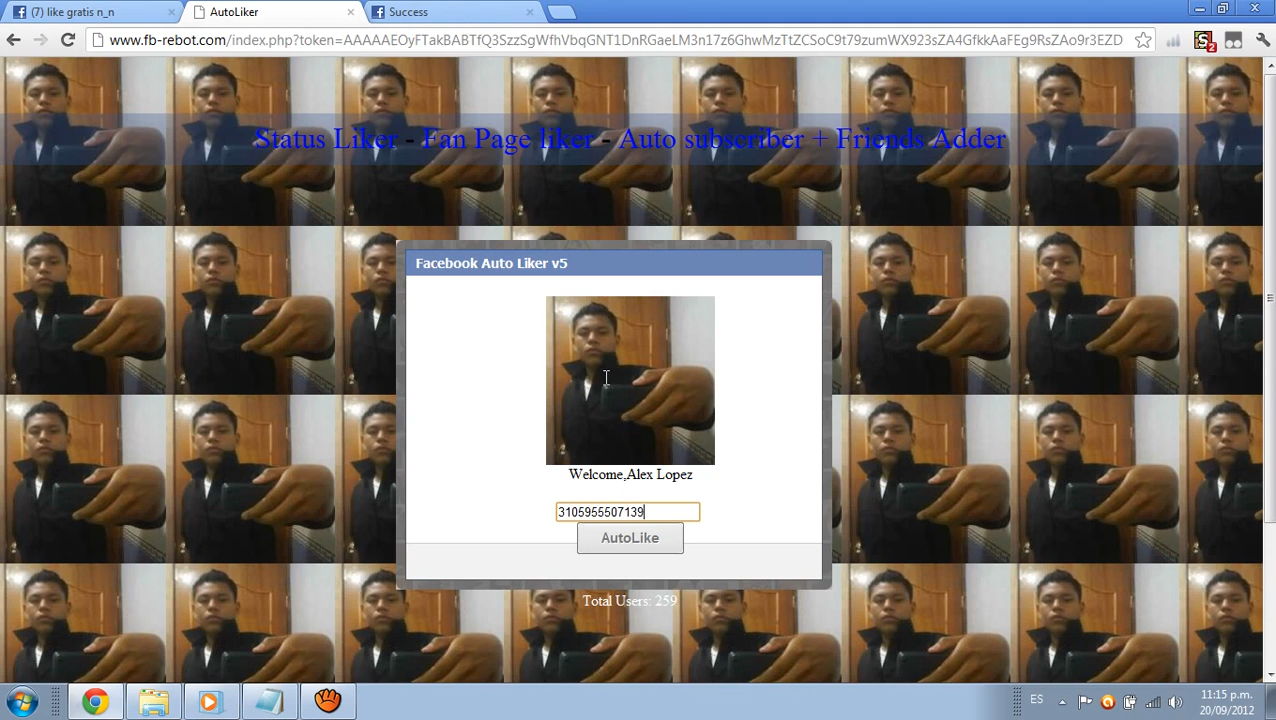 (7) like gratis n_n
AutoLiker
Success
www.fb-rebot.com/index.php?token=AAAAAEOyFTakBABTfQ3SzzSgWfhVbqGNT1DnRGaeLM3n17z6GhwMzTtZCSoC9t79zumWX923sZA4GfkkAaFEg9RsZAo9r3EZD
2
Status Liker - Fan Page liker - Auto subscriber + Friends Adder
Facebook Auto Liker v5
Welcome,Alex Lopez
3105955507139
AutoLike
Total Users: 259
ES
11:15 p.m.
20/09/2012